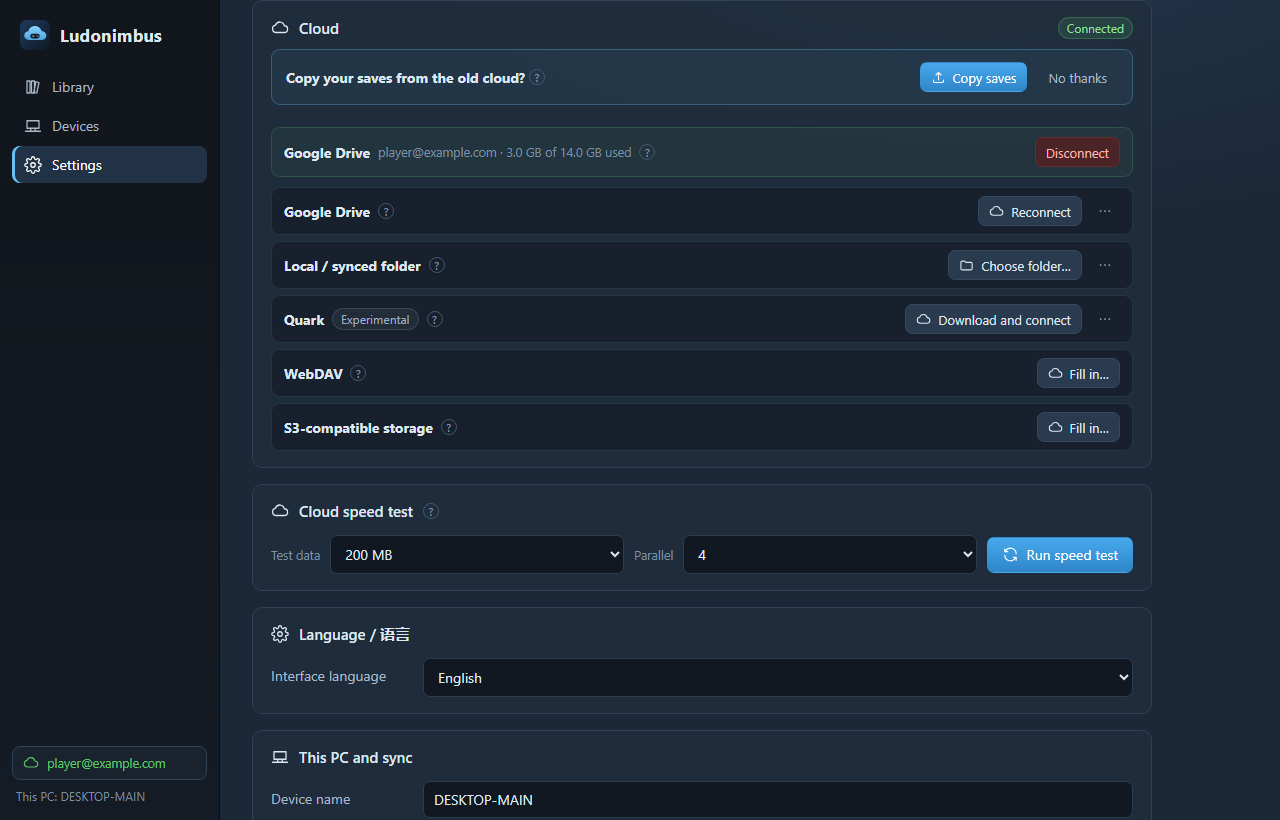 Ludonimbus
Library
Devices
Settings
player@example.com
This PC: DESKTOP-MAIN
Cloud
Connected
Copy your saves from the old cloud? ?
Copy saves
No thanks
Google Drive player@example.com · 3.0 GB of 14.0 GB used ?
Disconnect
Google Drive ?
Reconnect
...
Local / synced folder ?
Choose folder...
...
Quark Experimental ?
Download and connect
...
WebDAV ?
Fill in...
S3-compatible storage ?
Fill in...
Cloud speed test ?
Test data 200 MB Parallel 4 Run speed test
Language / 语言
Interface language English
This PC and sync
Device name DESKTOP-MAIN